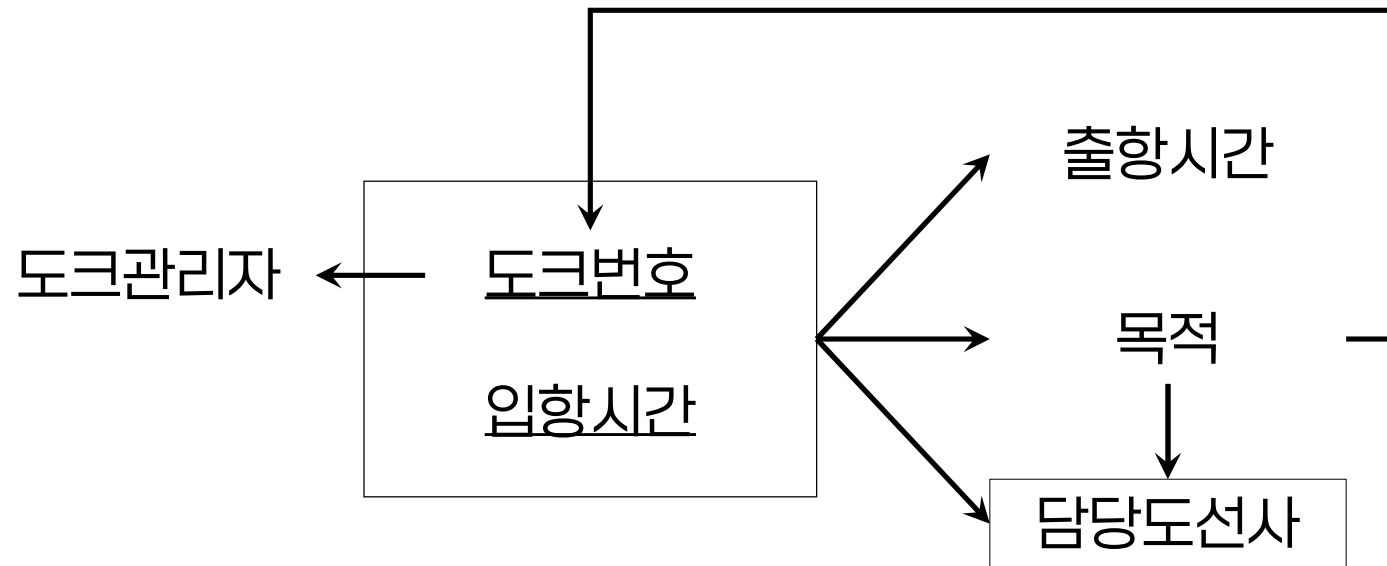 출항시간
도크관리자
도크번호
목적
입항시간
담당도선사